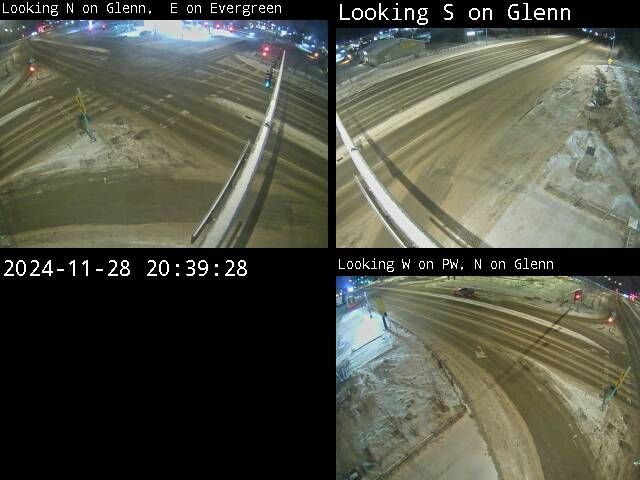 Looking N on Glenn,  E on Evergreen
Looking S on Glenn
2024-11-28 20:39:28
Looking W on PW, N on Glenn